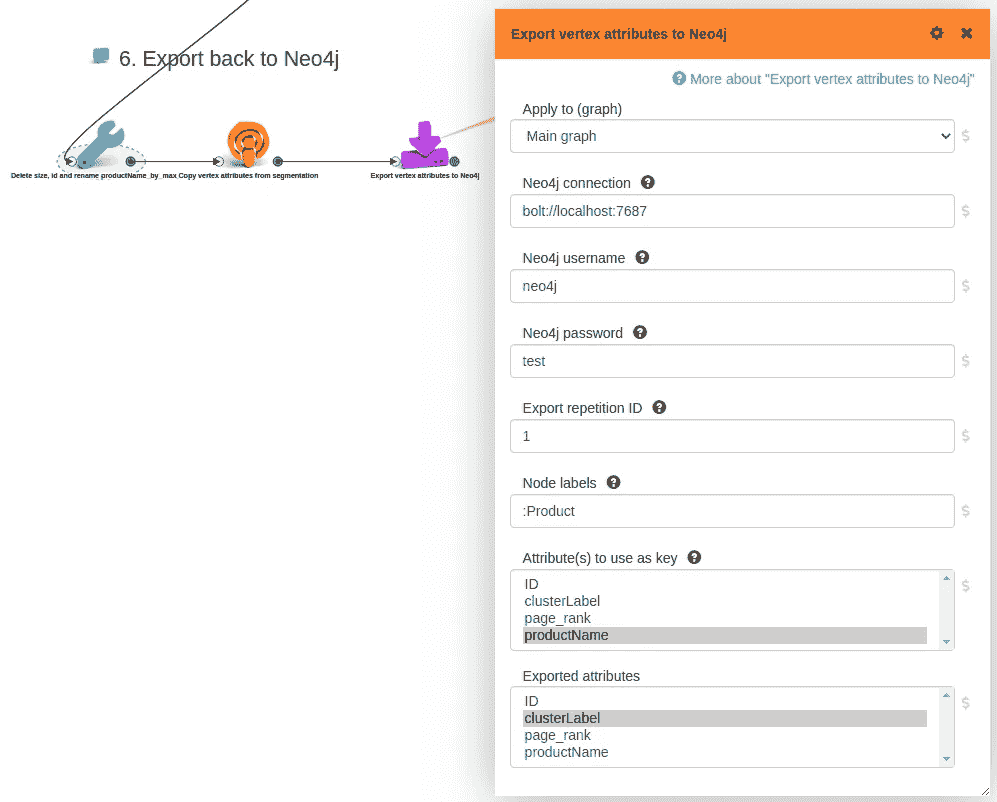 6. Export back to Neo4j
Delete size, id and rename productName_by_max Copy vertex attributes from segmentation
Export vertex attributes to Neo4j
Export vertex attributes to Neo4j
More about "Export vertex attributes to Neo4j"
Apply to (graph)
Main graph
$
Neo4j connection
bolt://localhost:7687
$
Neo4j username
neo4j
$
Neo4j password
test
$
Export repetition ID
1
$
Node labels
:Product
$
Attribute(s) to use as key
ID
$
clusterLabel
page_rank
productName
Exported attributes
ID
$
clusterLabel
page_rank
productName